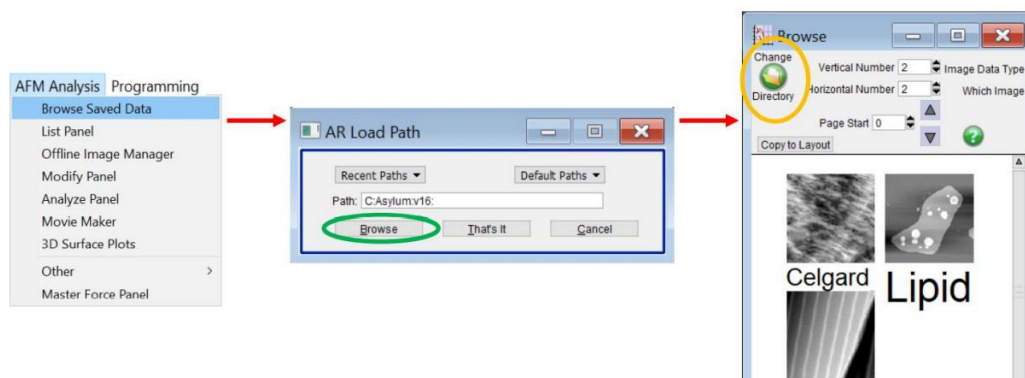 AFM Analysis Programming
Browse Saved Data
List Panel
Offline Image Manager
Modify Panel
Analyze Panel
Movie Maker
3D Surface Plots
Other >
Master Force Panel
AR Load Path
Recent Paths
Default Paths
Path: C:Asylum:v16:
Browse
That's It
Cancel
Browse
Change
Directory
Vertical Number 2
Image Data Type
Horizontal Number 2
Which Image
Page Start 0
?
Copy to Layout
Celgard
Lipid